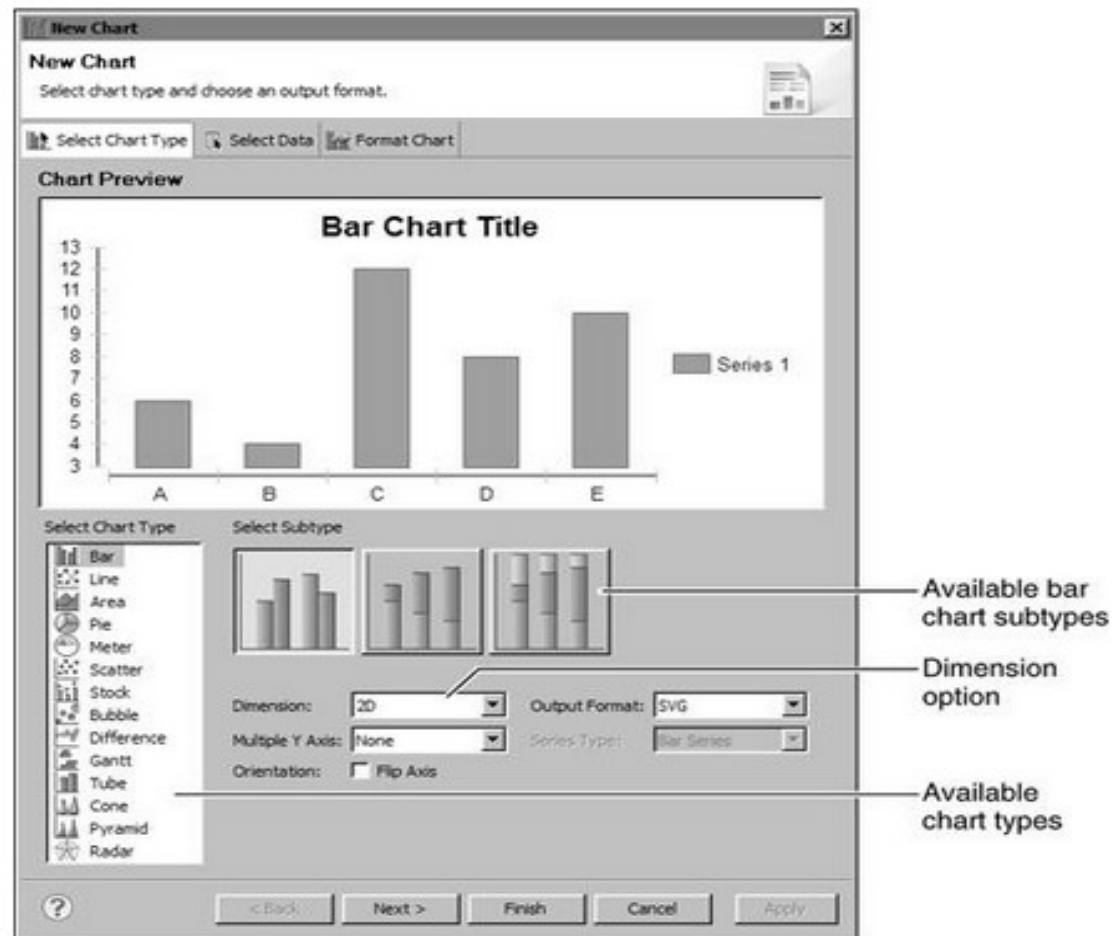 New Chart
New Chart
Select chart type and choose an output format.
Select Chart Type Select Data Format Chart
Chart Preview
Bar Chart Title
13
12
11
10
9
8
7
6
5
4
3
A B C D E
Series 1
Select Chart Type
Bar
Line
Area
Pie
Meter
Scatter
Stock
Bubble
Difference
Gantt
Tube
Cone
Pyramid
Radar
Select Subtype
Dimension: 2D Output Format: SVG
Multiple Y Axis: None Series Type: Bar Series
Orientation: Flip Axis
? < Back Next > Finish Cancel Apply
Available bar
chart subtypes
Dimension
option
Available
chart types